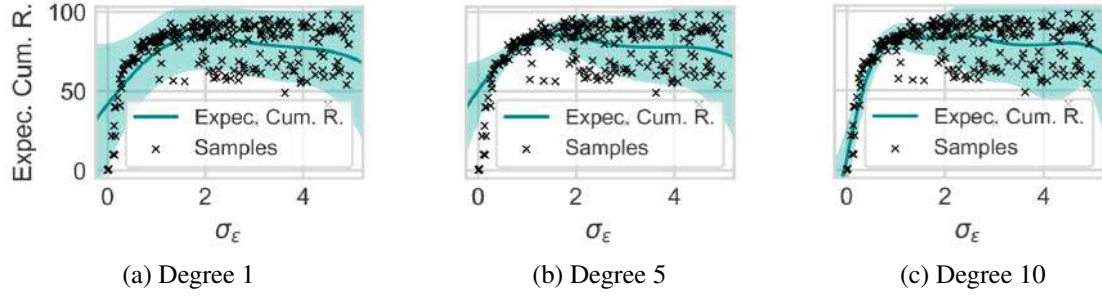 100
50
0
Expec. Cum. R.
Expec. Cum. R.
Samples
0 2 4
σε
(a) Degree 1
Expec. Cum. R.
Samples
0 2 4
σε
(b) Degree 5
Expec. Cum. R.
Samples
0 2 4
σε
(c) Degree 10